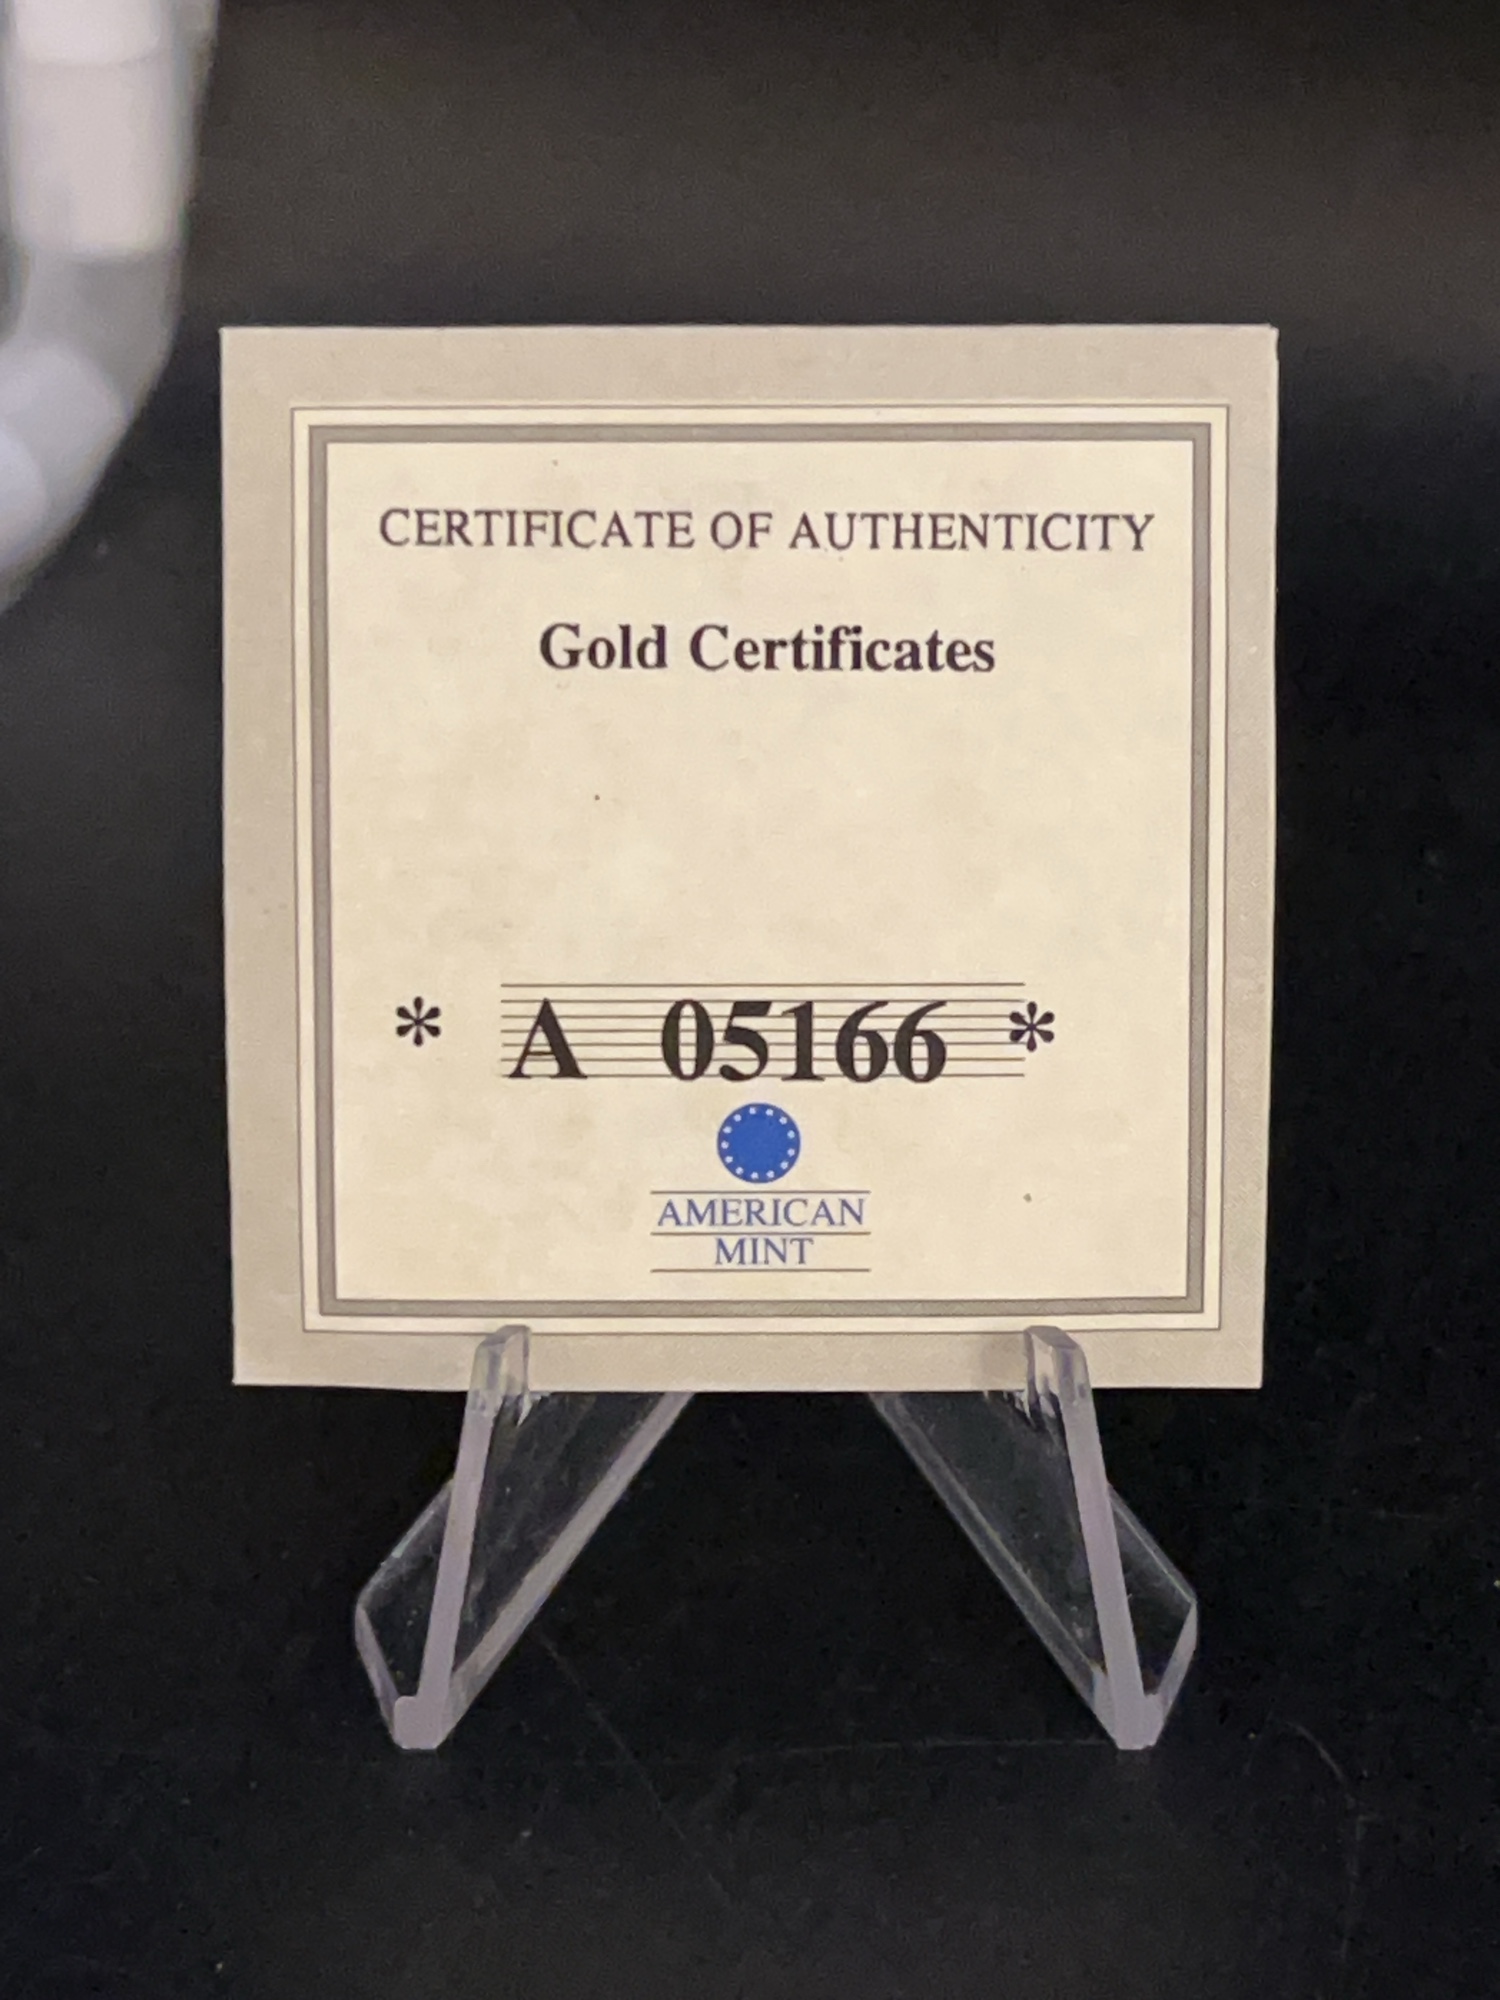 CERTIFICATE OF AUTHENTICITY
Gold Certificates
* A 05166 *
AMERICAN
MINT